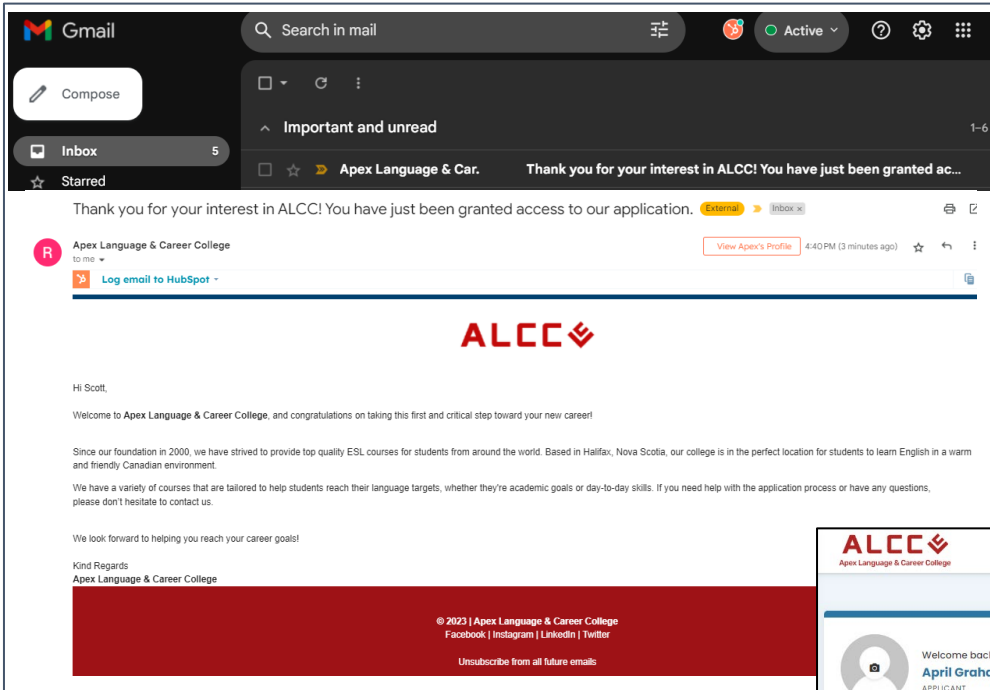 Gmail
Search in mail
Active
Compose
Important and unread
1–6
Inbox 5
Apex Language & Car. Thank you for your interest in ALCC! You have just been granted ac...
Starred
Thank you for your interest in ALCC! You have just been granted access to our application. External Inbox x
R
Apex Language & Career College
to me
View Apex's Profile 4:40 PM (3 minutes ago)
Log email to HubSpot
ALCC
Hi Scott,
Welcome to Apex Language & Career College, and congratulations on taking this first and critical step toward your new career!
Since our foundation in 2000, we have strived to provide top quality ESL courses for students from around the world. Based in Halifax, Nova Scotia, our college is in the perfect location for students to learn English in a warm
and friendly Canadian environment.
We have a variety of courses that are tailored to help students reach their language targets, whether they're academic goals or day-to-day skills. If you need help with the application process or have any questions,
please don't hesitate to contact us.
We look forward to helping you reach your career goals!
Kind Regards
Apex Language & Career College
© 2023 | Apex Language & Career College
Facebook | Instagram | LinkedIn | Twitter
Unsubscribe from all future emails
ALCC
Apex Language & Career College
Welcome bac
April Grah
APPLICANT